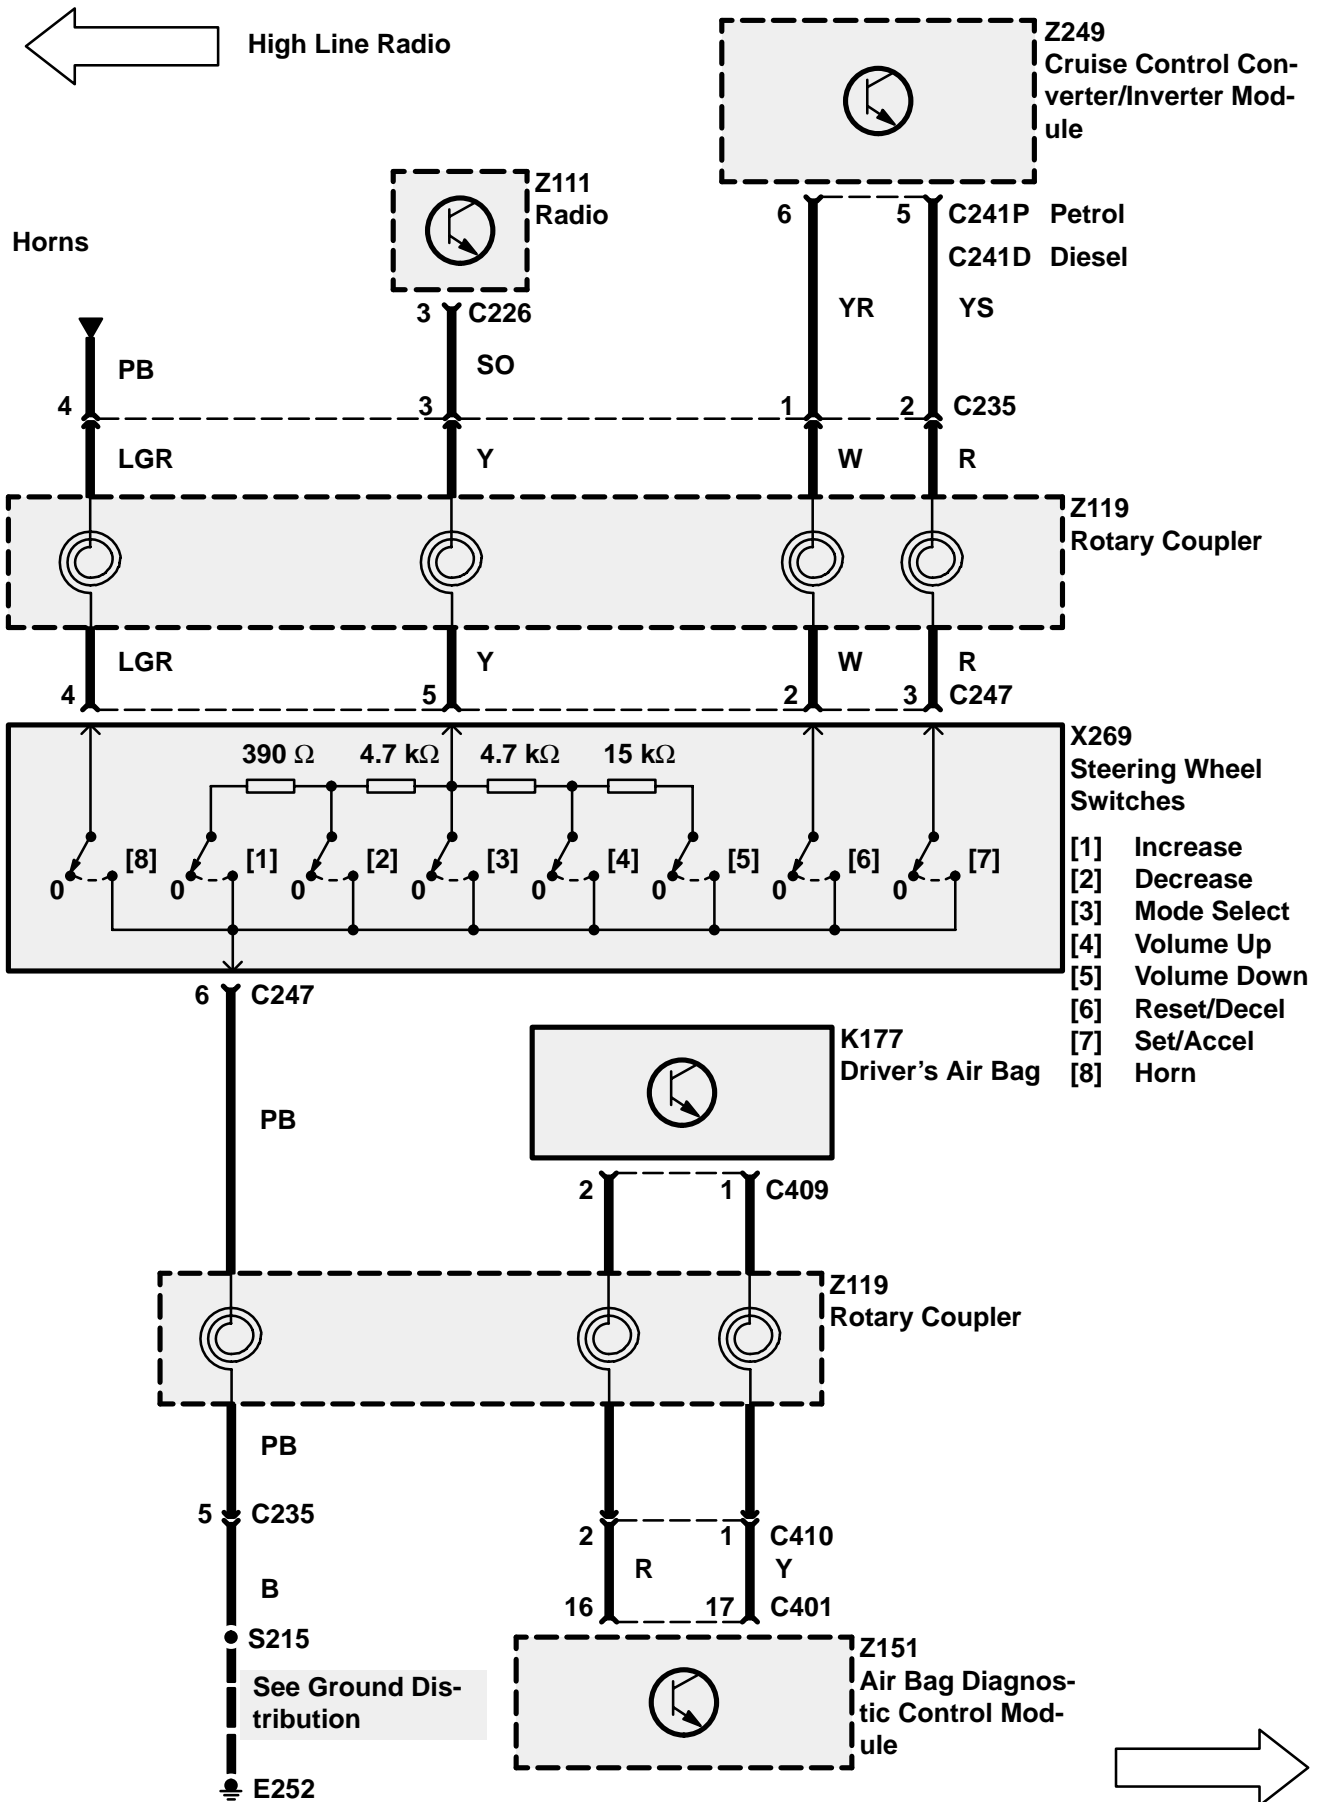 High Line Radio
Z249
Cruise Control Con-
verter/Inverter Mod-
ule
Z111
Radio
6 5 C241P Petrol
Horns
C241D Diesel
YR YS
3 C226
PB SO
4 3 1 2 C235
LGR Y W R
Z119
Rotary Coupler
LGR Y W R
4 5 2 3 C247
X269
Steering Wheel
Switches
390 Ω 4.7 kΩ 4.7 kΩ 15 kΩ
[8] [1] [2] [3] [4] [5] [6] [7]
0 0 0 0 0 0 0 0
[1] Increase
[2] Decrease
[3] Mode Select
[4] Volume Up
[5] Volume Down
[6] Reset/Decel
[7] Set/Accel
[8] Horn
6 C247
K177
Driver's Air Bag
PB
2 1 C409
Z119
Rotary Coupler
PB
5 C235
2 1 C410
R Y
B
16 17 C401
S215
Z151
Air Bag Diagnos-
tic Control Mod-
ule
See Ground Dis-
tribution
E252